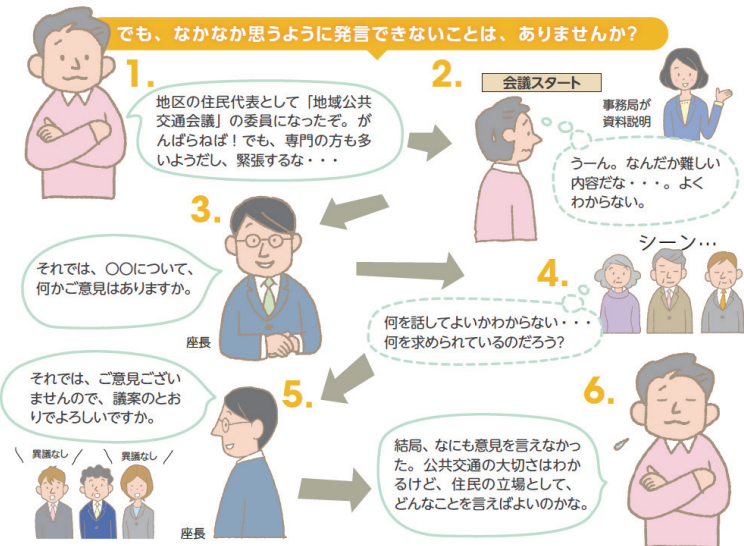 でも、なかなか思うように発言できないことは、ありませんか?
1.
地区の住民代表として「地域公共
交通会議」の委員になったぞ。が
んばらねば!でも、専門の方も多
いようだし、緊張するな・・・
2.
会議スタート
事務局が
資料説明
うーん。なんだか難しい
内容だな・・・。よく
わからない。
3.
それでは、〇〇について、
何かご意見はありますか。
座長
シーン…
4.
何を話してよいかわからない・・・
何を求められているのだろう?
5.
それでは、ご意見ござい
ませんので、議案のとお
りでよろしいですか。
異議なし
異議なし
座長
6.
結局、なにも意見を言えなかっ
た。公共交通の大切さはわか
るけど、住民の立場として、
どんなことを言えばよいのかな。